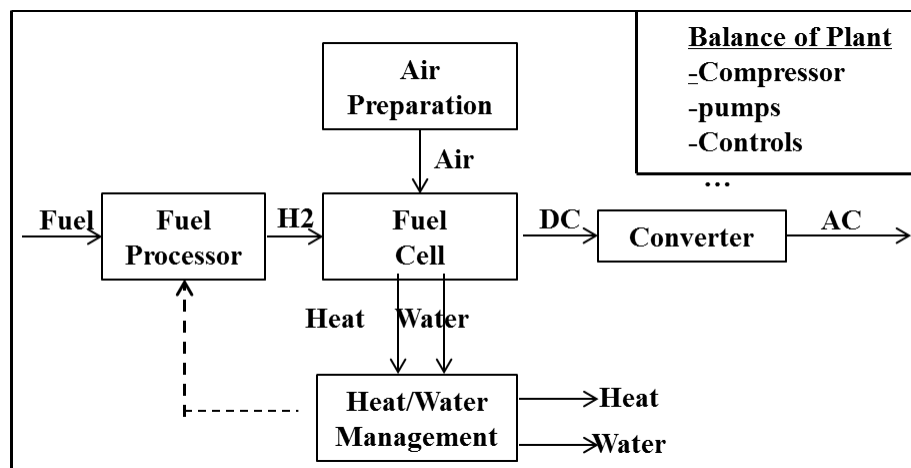 Balance of Plant
-Compressor
-pumps
-Controls
...
Air
Preparation
Air
Fuel
Fuel
Processor
H2
Fuel
Cell
DC
Converter
AC
Heat
Water
Heat/Water
Management
Heat
Water